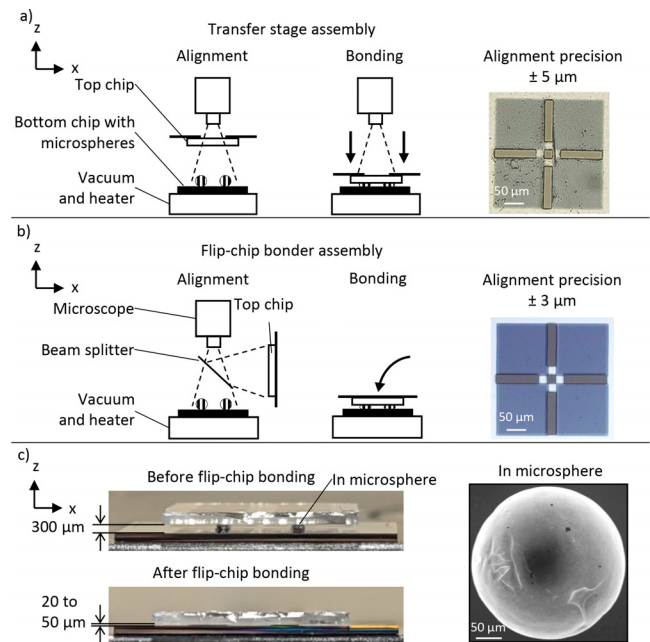 a)
Transfer stage assembly
z
x
Alignment
Bonding
Alignment precision
± 5 µm
Top chip
Bottom chip with
microspheres
Vacuum
and heater
50 µm
b)
Flip-chip bonder assembly
z
x
Alignment
Bonding
Alignment precision
± 3 µm
Microscope
Top chip
Beam splitter
Vacuum
and heater
50 µm
c)
z
x
Before flip-chip bonding
In microsphere
300 µm
After flip-chip bonding
20 to
50 µm
In microsphere
50 µm